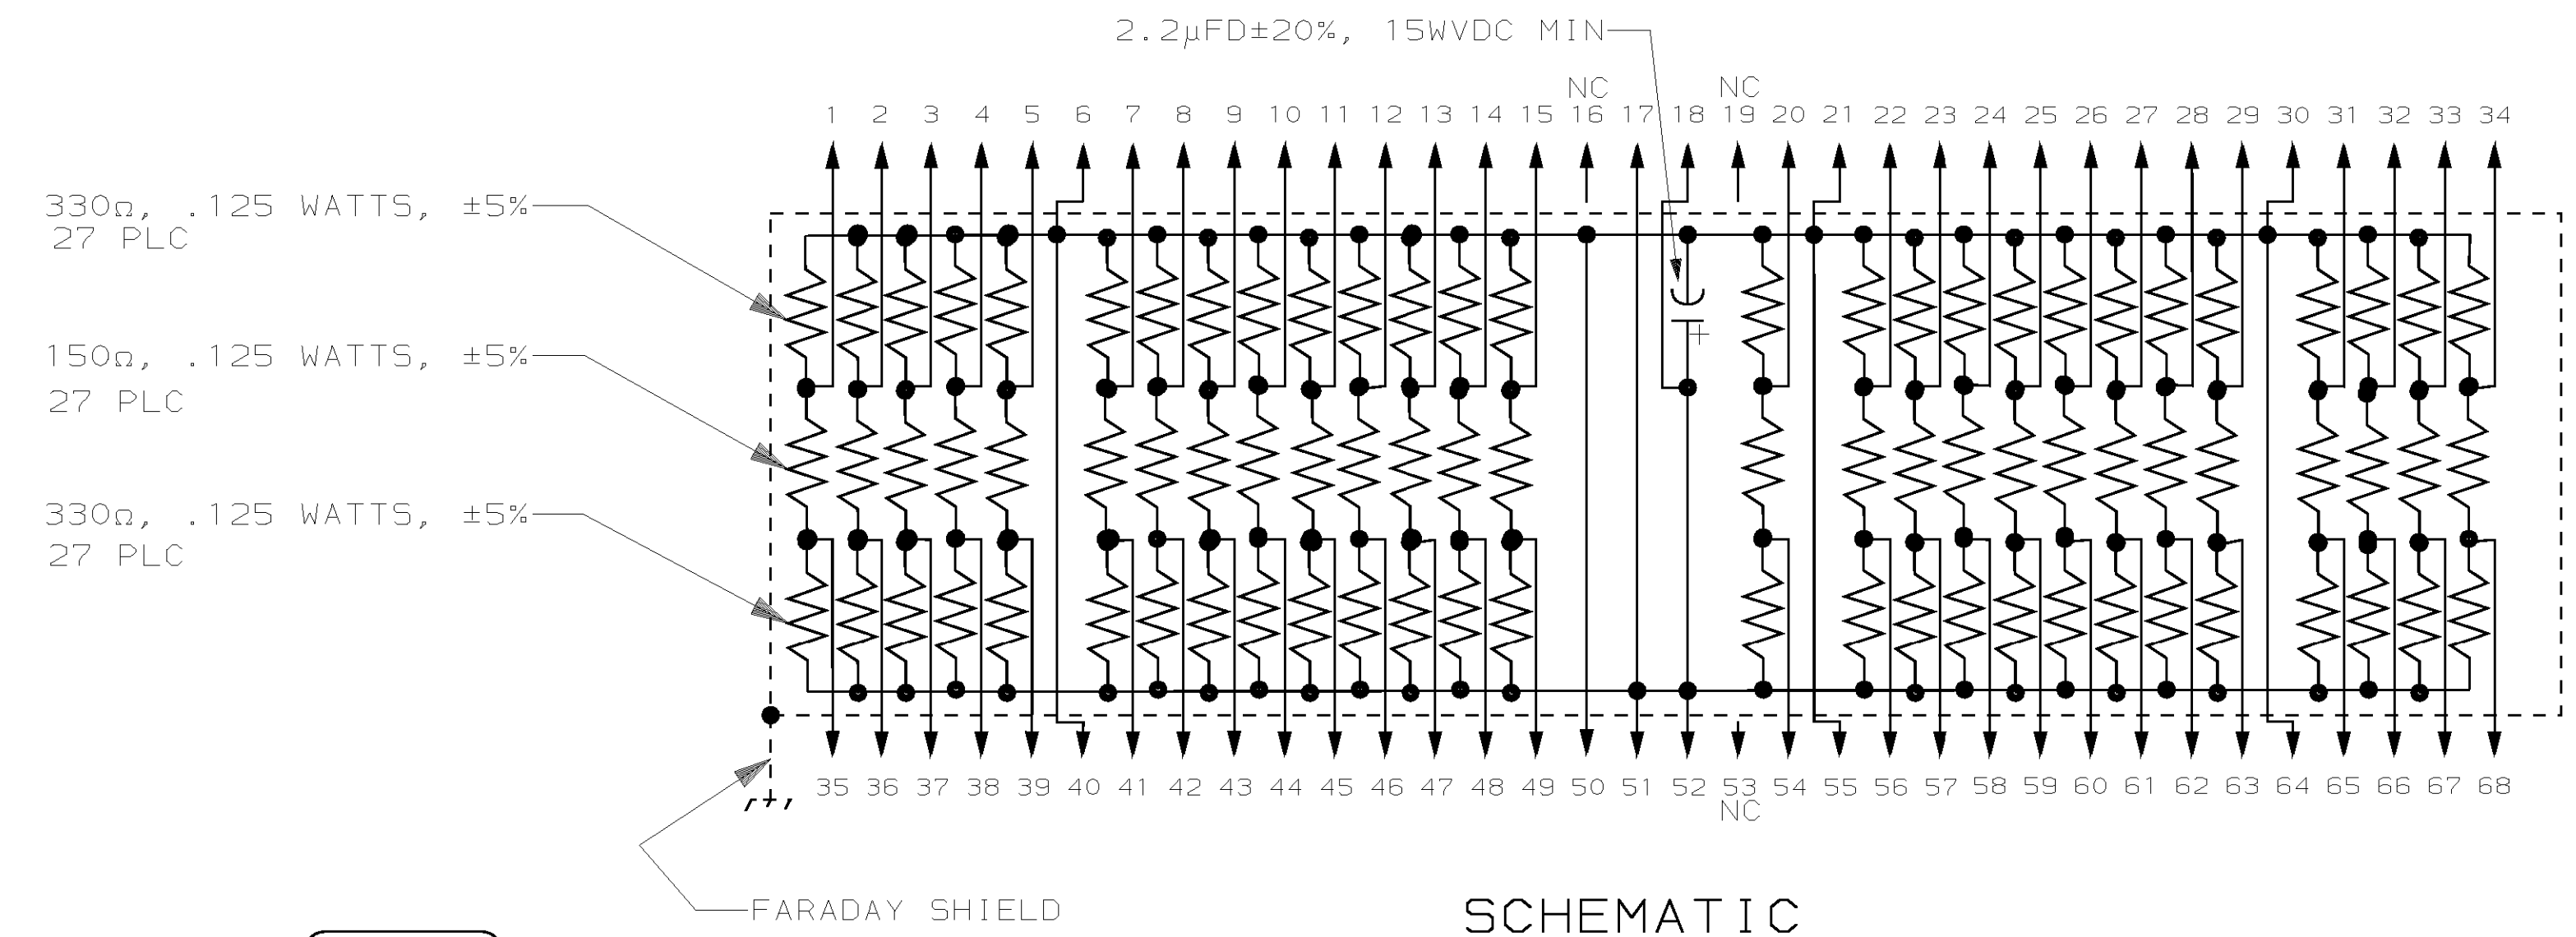 2.2µFD±20%, 15WVDC MIN
NC NC
1 2 3 4 5 6 7 8 9 10 11 12 13 14 15 16 17 18 19 20 21 22 23 24 25 26 27 28 29 30 31 32 33 34
330Ω, .125 WATTS, ±5%
27 PLC
+
150Ω, .125 WATTS, ±5%
27 PLC
330Ω, .125 WATTS, ±5%
27 PLC
35 36 37 38 39 40 41 42 43 44 45 46 47 48 49 50 51 52 53 54 55 56 57 58 59 60 61 62 63 64 65 66 67 68
NC
FARADAY SHIELD
SCHEMATIC